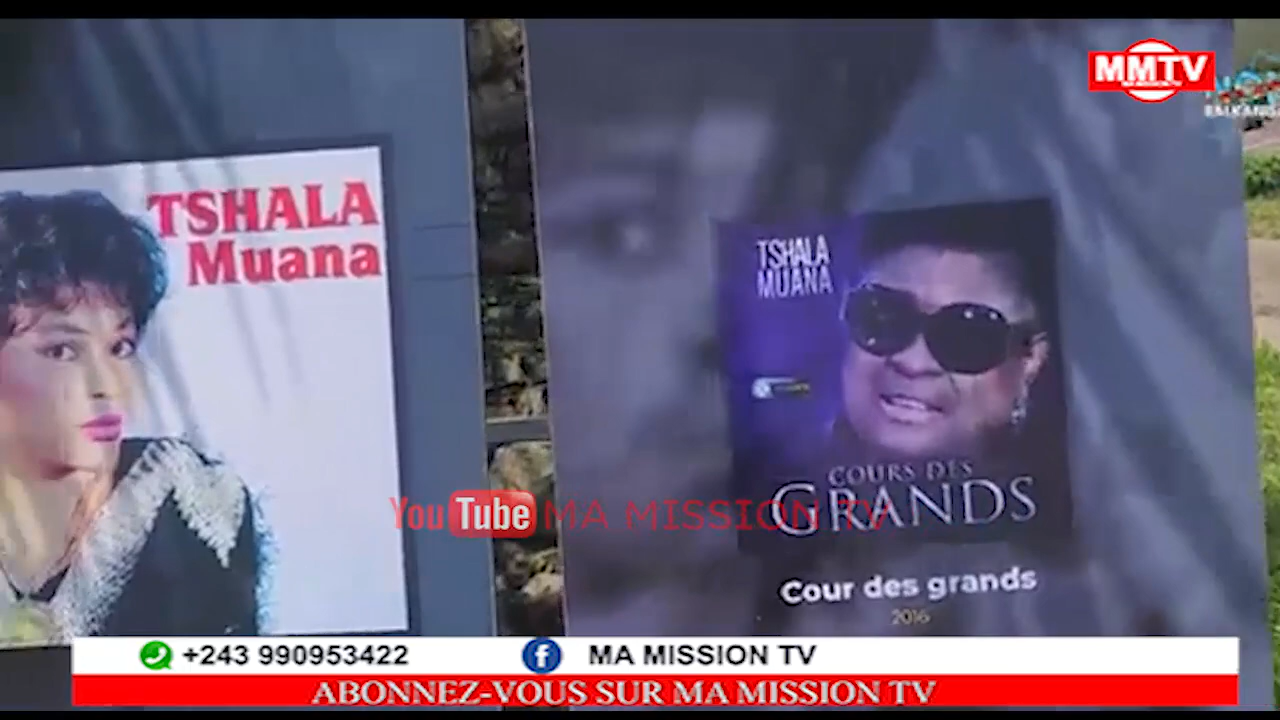 MMTV
TSHALA
Muana
TSHALA
MUANA
COURS DES
GRANDS
YouTube MA MISSION TV
Cour des grands
2016
+243 990953422
MA MISSION TV
ABONNEZ-VOUS SUR MA MISSION TV